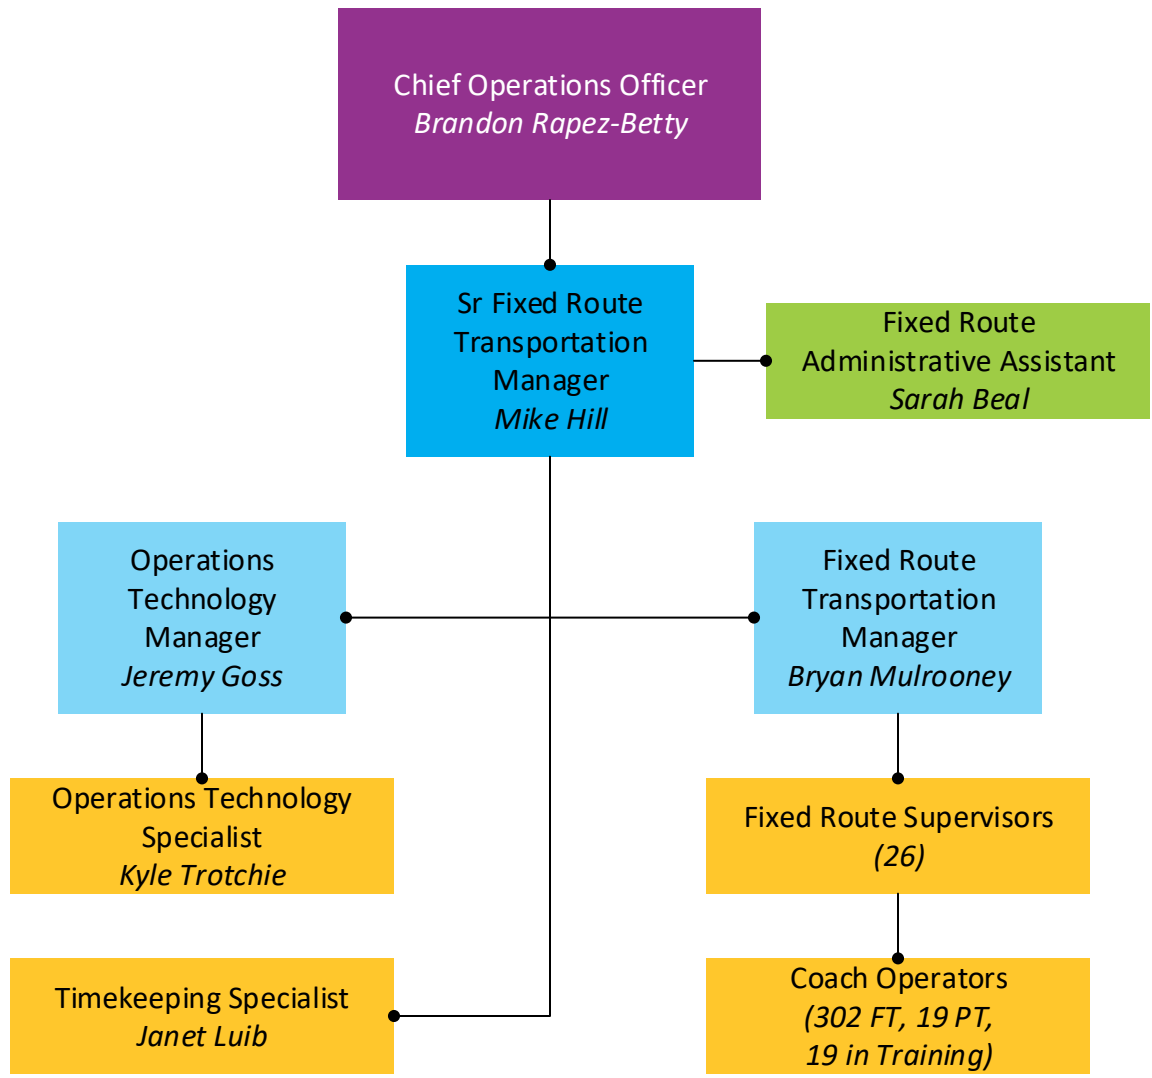 Chief Operations Officer
Brandon Rapez-Betty
Sr Fixed Route
Transportation
Manager
Mike Hill
Fixed Route
Administrative Assistant
Sarah Beal
Operations
Technology
Manager
Jeremy Goss
Fixed Route
Transportation
Manager
Bryan Mulrooney
Operations Technology
Specialist
Kyle Trotchie
Fixed Route Supervisors
(26)
Timekeeping Specialist
Janet Luib
Coach Operators
(302 FT, 19 PT,
19 in Training)